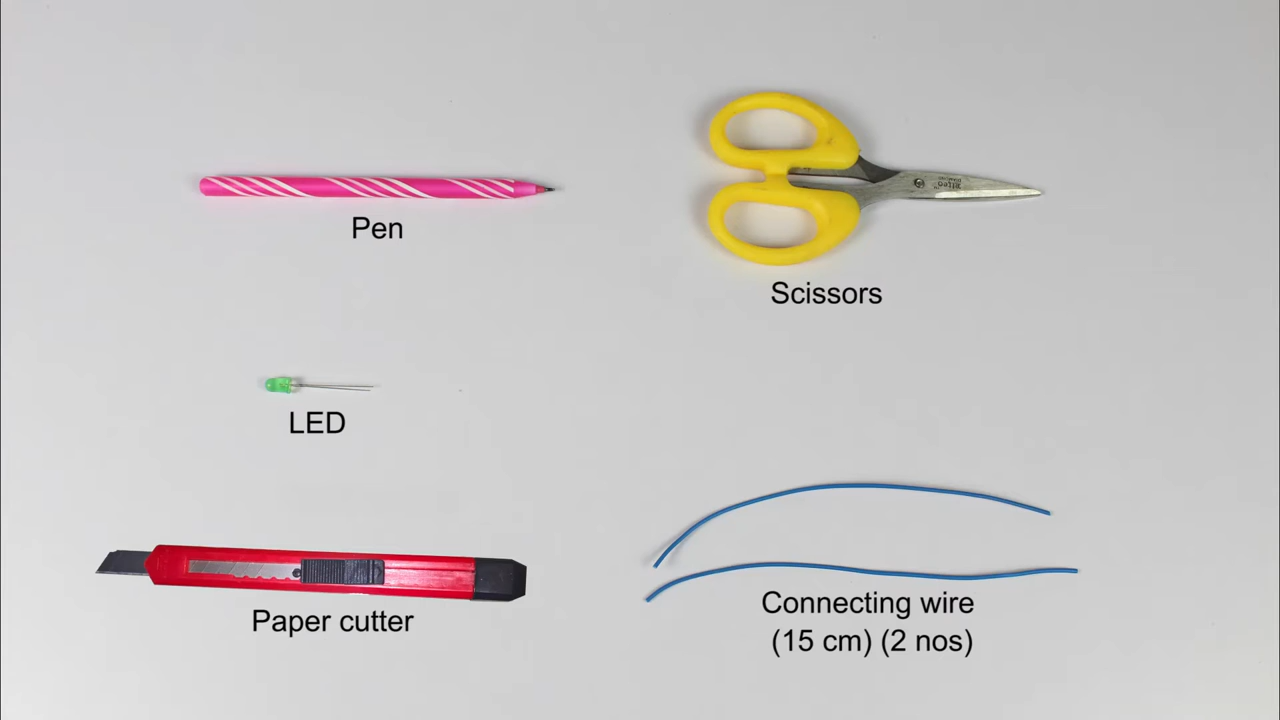 Pen
Scissors
LED
Paper cutter
Connecting wire
(15 cm) (2 nos)